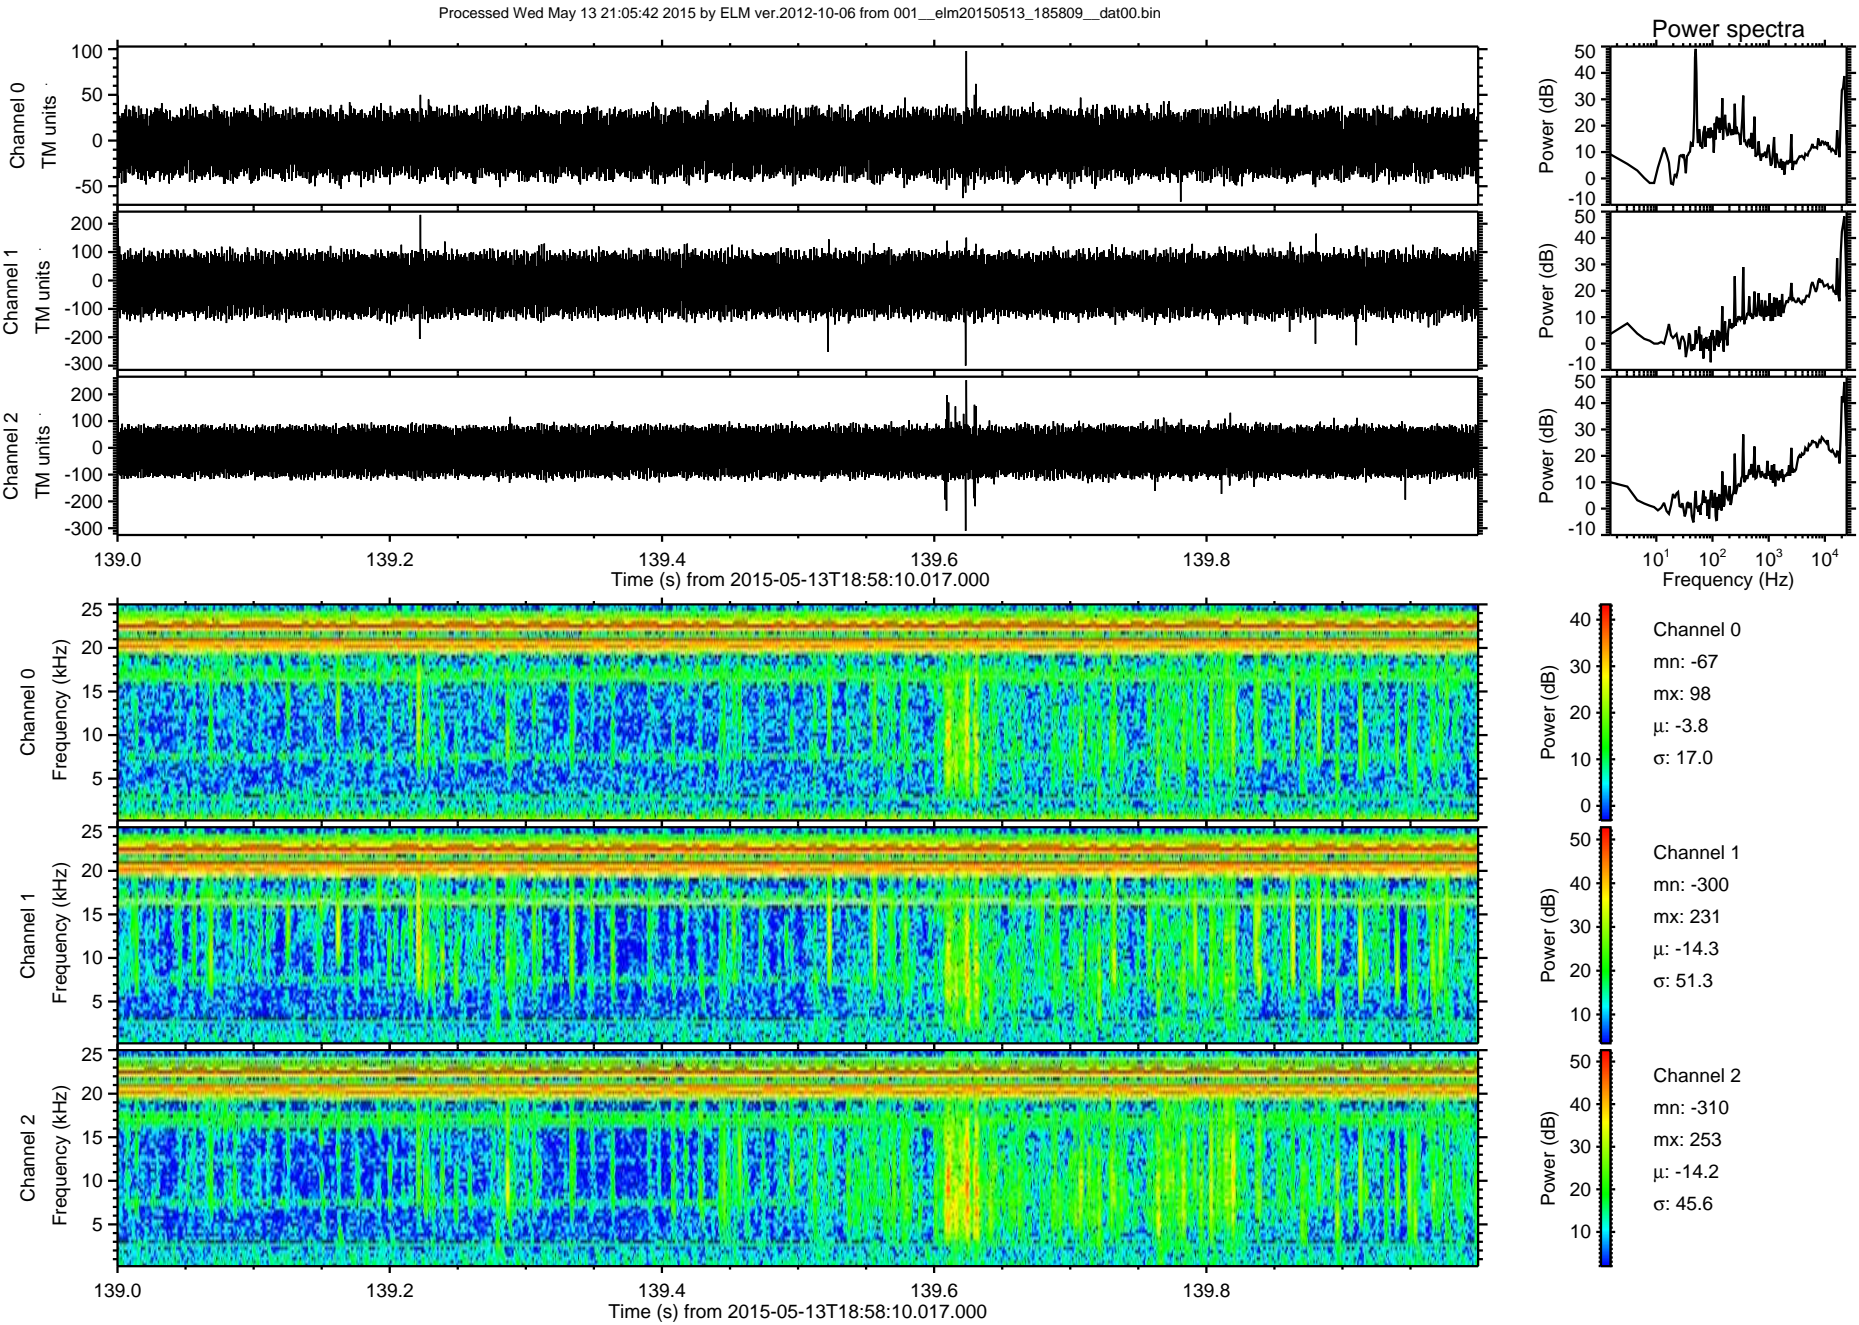 Processed Wed May 13 21:05:42 2015 by ELM ver.2012-10-06 from 001__elm20150513_185809__dat00.bin
Power spectra
Channel 0
TM units
100
50
0
-50
Power (dB)
50
40
30
20
10
0
-10
Channel 1
TM units
200
100
0
-100
-200
-300
Power (dB)
50
40
30
20
10
0
-10
Channel 2
TM units
200
100
0
-100
-200
-300
Power (dB)
50
40
30
20
10
0
-10
139.0 139.2 139.4 139.6 139.8
Time (s) from 2015-05-13T18:58:10.017.000
10^1 10^2 10^3 10^4
Frequency (Hz)
Channel 0
Frequency (kHz)
25
20
15
10
5
Power (dB)
40
30
20
10
0
Channel 0
mn: -67
mx: 98
μ: -3.8
σ: 17.0
Channel 1
Frequency (kHz)
25
20
15
10
5
Power (dB)
50
40
30
20
10
Channel 1
mn: -300
mx: 231
μ: -14.3
σ: 51.3
Channel 2
Frequency (kHz)
25
20
15
10
5
Power (dB)
50
40
30
20
10
Channel 2
mn: -310
mx: 253
μ: -14.2
σ: 45.6
139.0 139.2 139.4 139.6 139.8
Time (s) from 2015-05-13T18:58:10.017.000